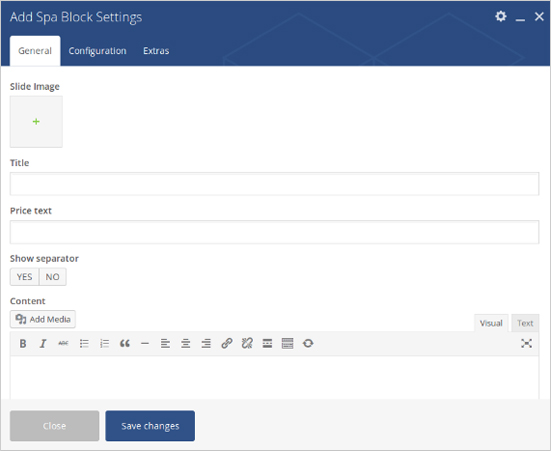 Add Spa Block Settings
General Configuration Extras
Slide Image
Title
Price text
Show separator
YES NO
Content
Add Media
Visual Text
B I ABC
Close Save changes